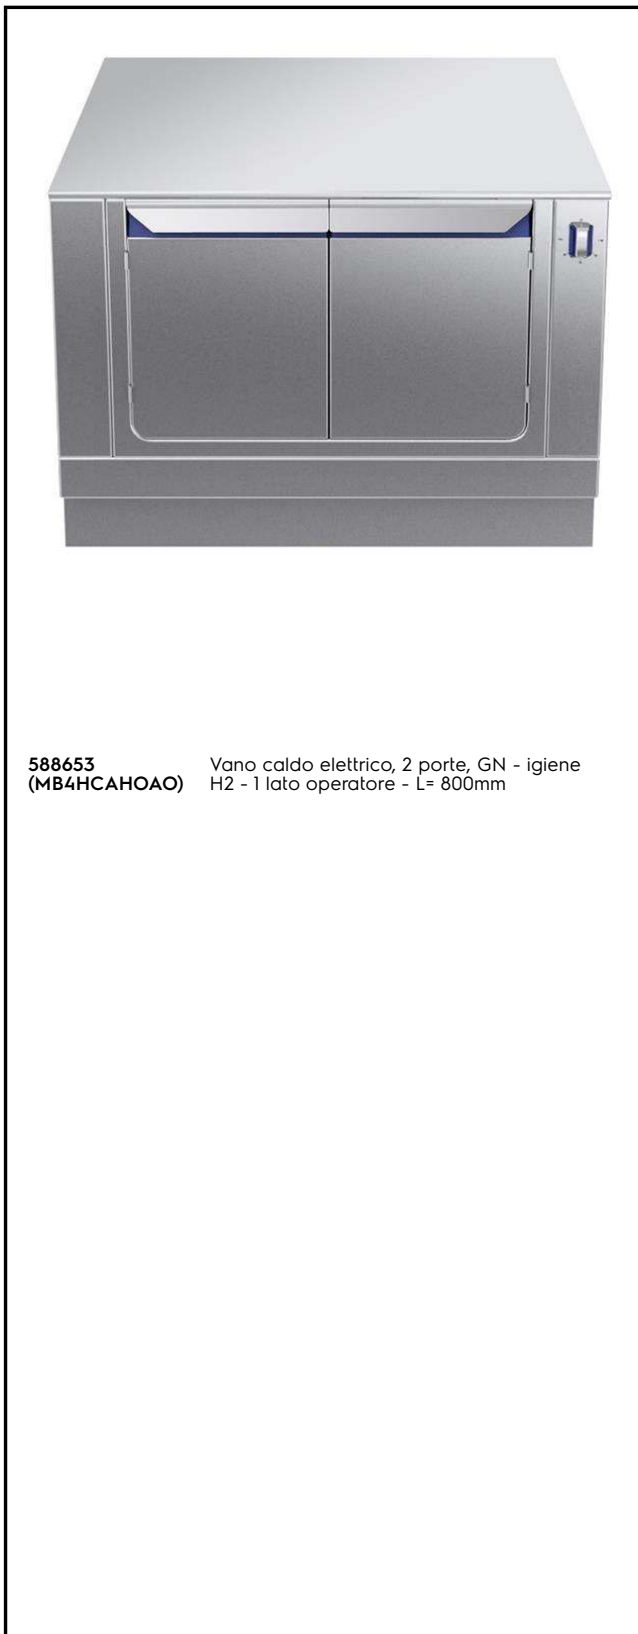 588653 Vano caldo elettrico, 2 porte, GN - igiene
(MB4HCAHOAO) H2 - 1 lato operatore - L= 800mm